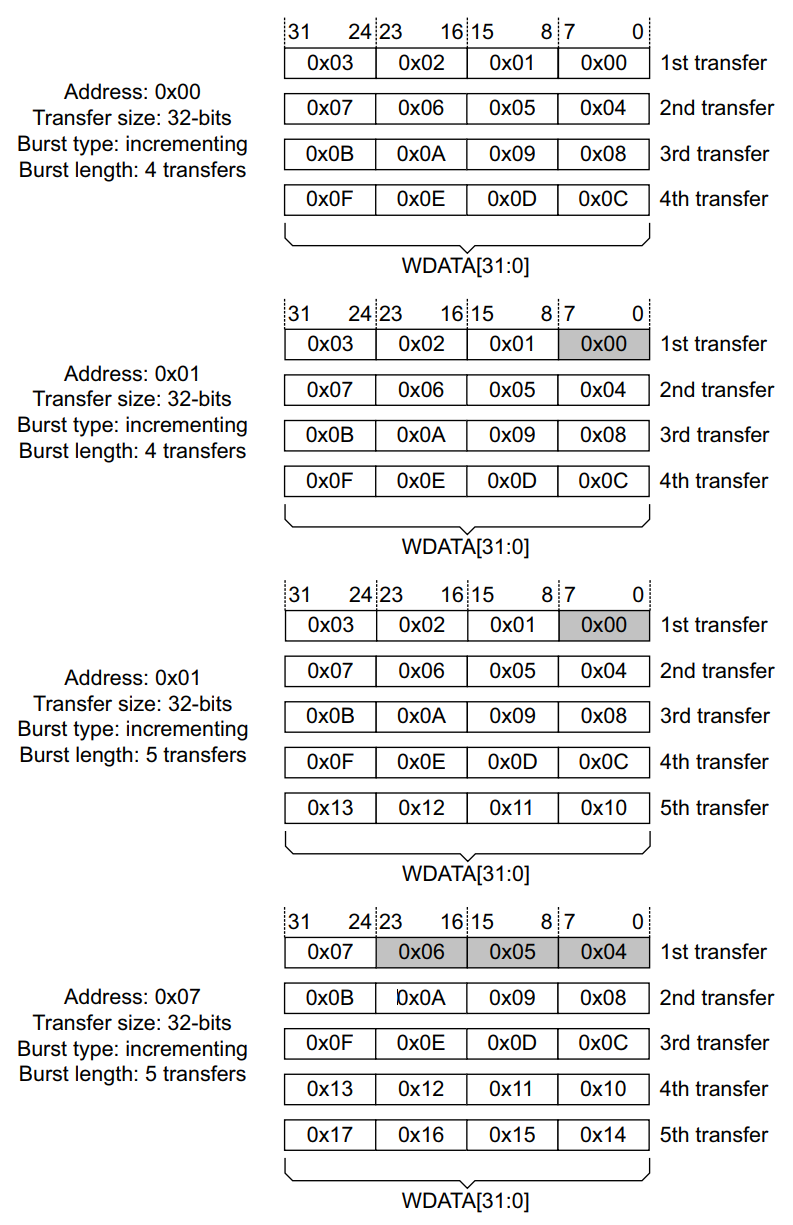 31 24 23 16 15 8 7 0
0x03 0x02 0x01 0x00 1st transfer
Address: 0x00
0x07 0x06 0x05 0x04 2nd transfer
Transfer size: 32-bits
Burst type: incrementing
0x0B 0x0A 0x09 0x08 3rd transfer
Burst length: 4 transfers
0x0F 0x0E 0x0D 0x0C 4th transfer
WDATA[31:0]
31 24 23 16 15 8 7 0
0x03 0x02 0x01 0x00 1st transfer
Address: 0x01
0x07 0x06 0x05 0x04 2nd transfer
Transfer size: 32-bits
Burst type: incrementing
0x0B 0x0A 0x09 0x08 3rd transfer
Burst length: 4 transfers
0x0F 0x0E 0x0D 0x0C 4th transfer
WDATA[31:0]
31 24 23 16 15 8 7 0
0x03 0x02 0x01 0x00 1st transfer
0x07 0x06 0x05 0x04 2nd transfer
Address: 0x01
Transfer size: 32-bits
0x0B 0x0A 0x09 0x08 3rd transfer
Burst type: incrementing
Burst length: 5 transfers
0x0F 0x0E 0x0D 0x0C 4th transfer
0x13 0x12 0x11 0x10 5th transfer
WDATA[31:0]
31 24 23 16 15 8 7 0
0x07 0x06 0x05 0x04 1st transfer
Address: 0x07
0x0B 0x0A 0x09 0x08 2nd transfer
Transfer size: 32-bits
0x0F 0x0E 0x0D 0x0C 3rd transfer
Burst type: incrementing
Burst length: 5 transfers
0x13 0x12 0x11 0x10 4th transfer
0x17 0x16 0x15 0x14 5th transfer
WDATA[31:0]